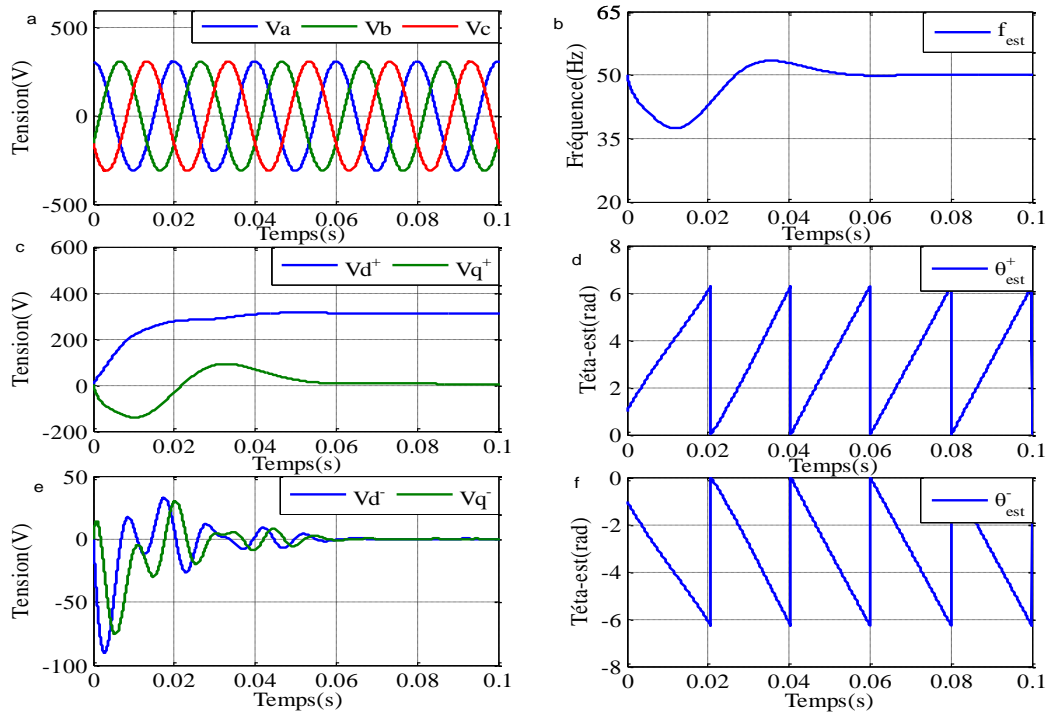 a
Tension(V)
500
0
-500
Va Vb Vc
0 0.02 0.04 0.06 0.08 0.1
Temps(s)
b
Fréquence(Hz)
65
50
35
20
f_est
0 0.02 0.04 0.06 0.08 0.1
Temps(s)
c
Tension(V)
600
400
200
0
-200
Vd⁺ Vq⁺
0 0.02 0.04 0.06 0.08 0.1
Temps(s)
d
Téta-est(rad)
8
6
4
2
0
θ⁺est
0 0.02 0.04 0.06 0.08 0.1
Temps(s)
e
Tension(V)
50
0
-50
-100
Vd⁻ Vq⁻
0 0.02 0.04 0.06 0.08 0.1
Temps(s)
f
Téta-est(rad)
0
-2
-4
-6
-8
θ⁻est
0 0.02 0.04 0.06 0.08 0.1
Temps(s)